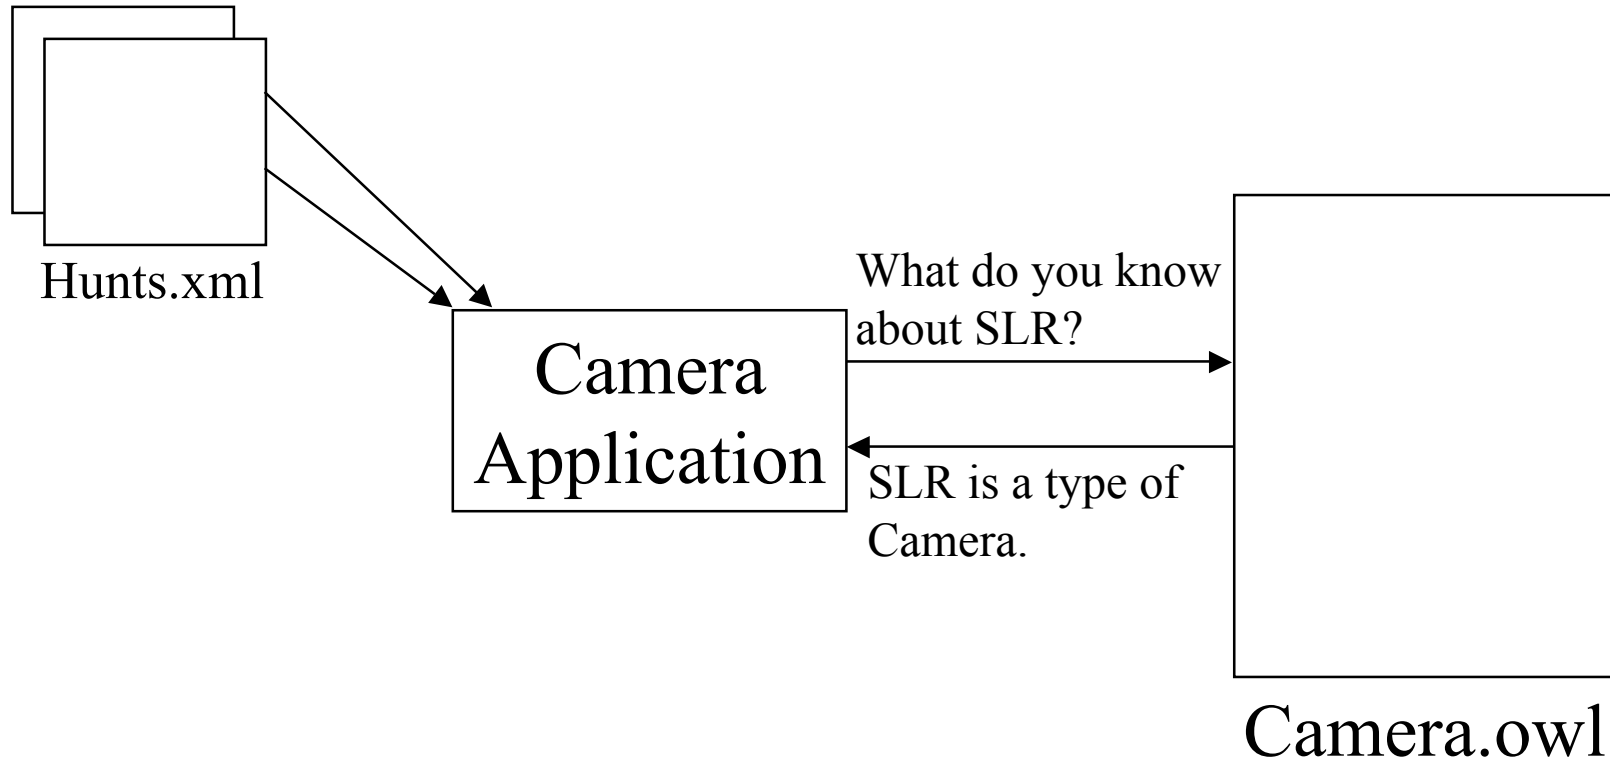 Hunts.xml
Camera
Application
What do you know
about SLR?
SLR is a type of
Camera.
Camera.owl